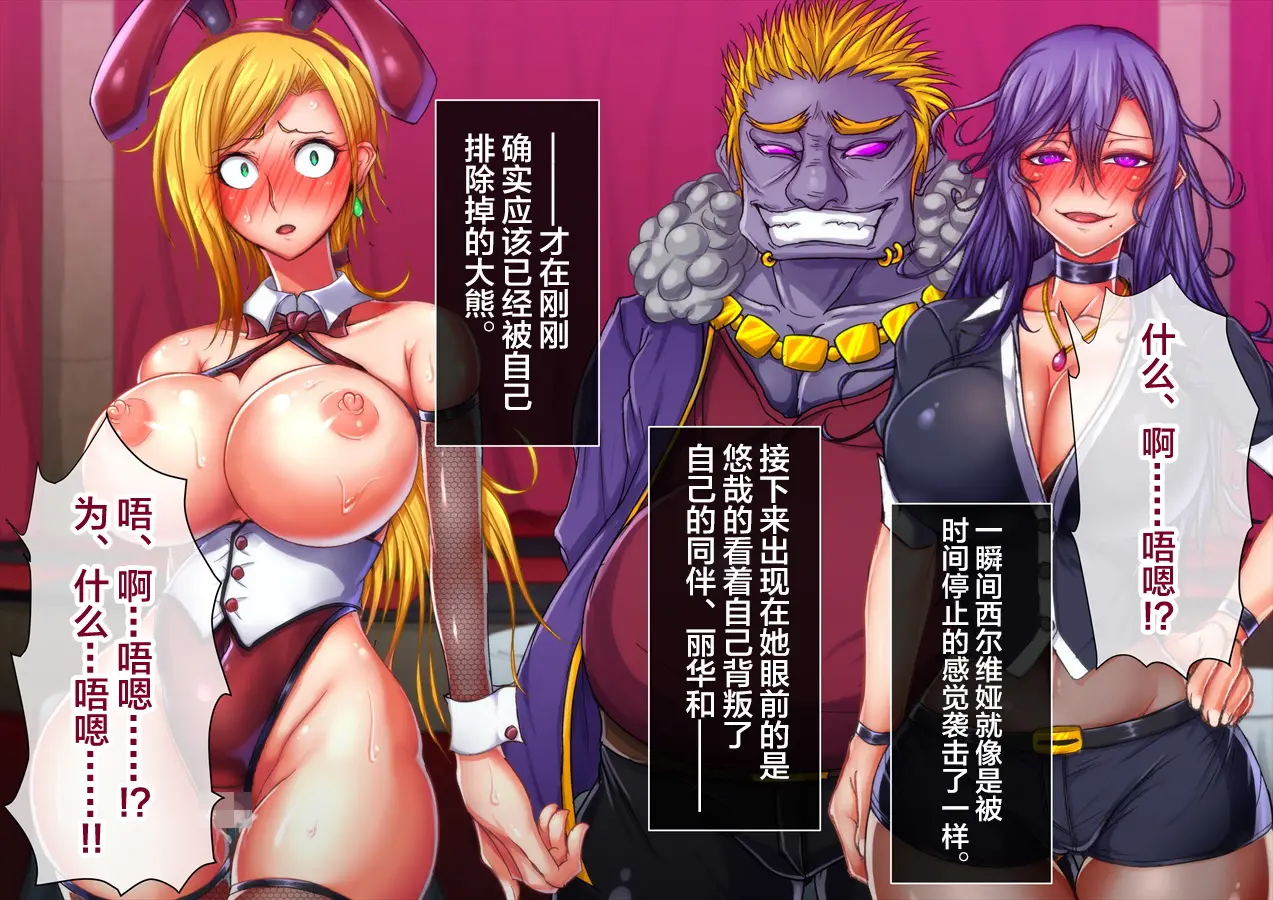 什么、啊……唔嗯!?
一瞬间西尔维娅就像是被
时间停止的感觉袭击了一样。
接下来出现在她眼前的是
悠哉的看着自己背叛了
自己的同伴、丽华和————
————才在刚刚
确实应该已经被自己
排除掉的大熊。
唔、啊…唔嗯………!?
为、什么…唔嗯………!!